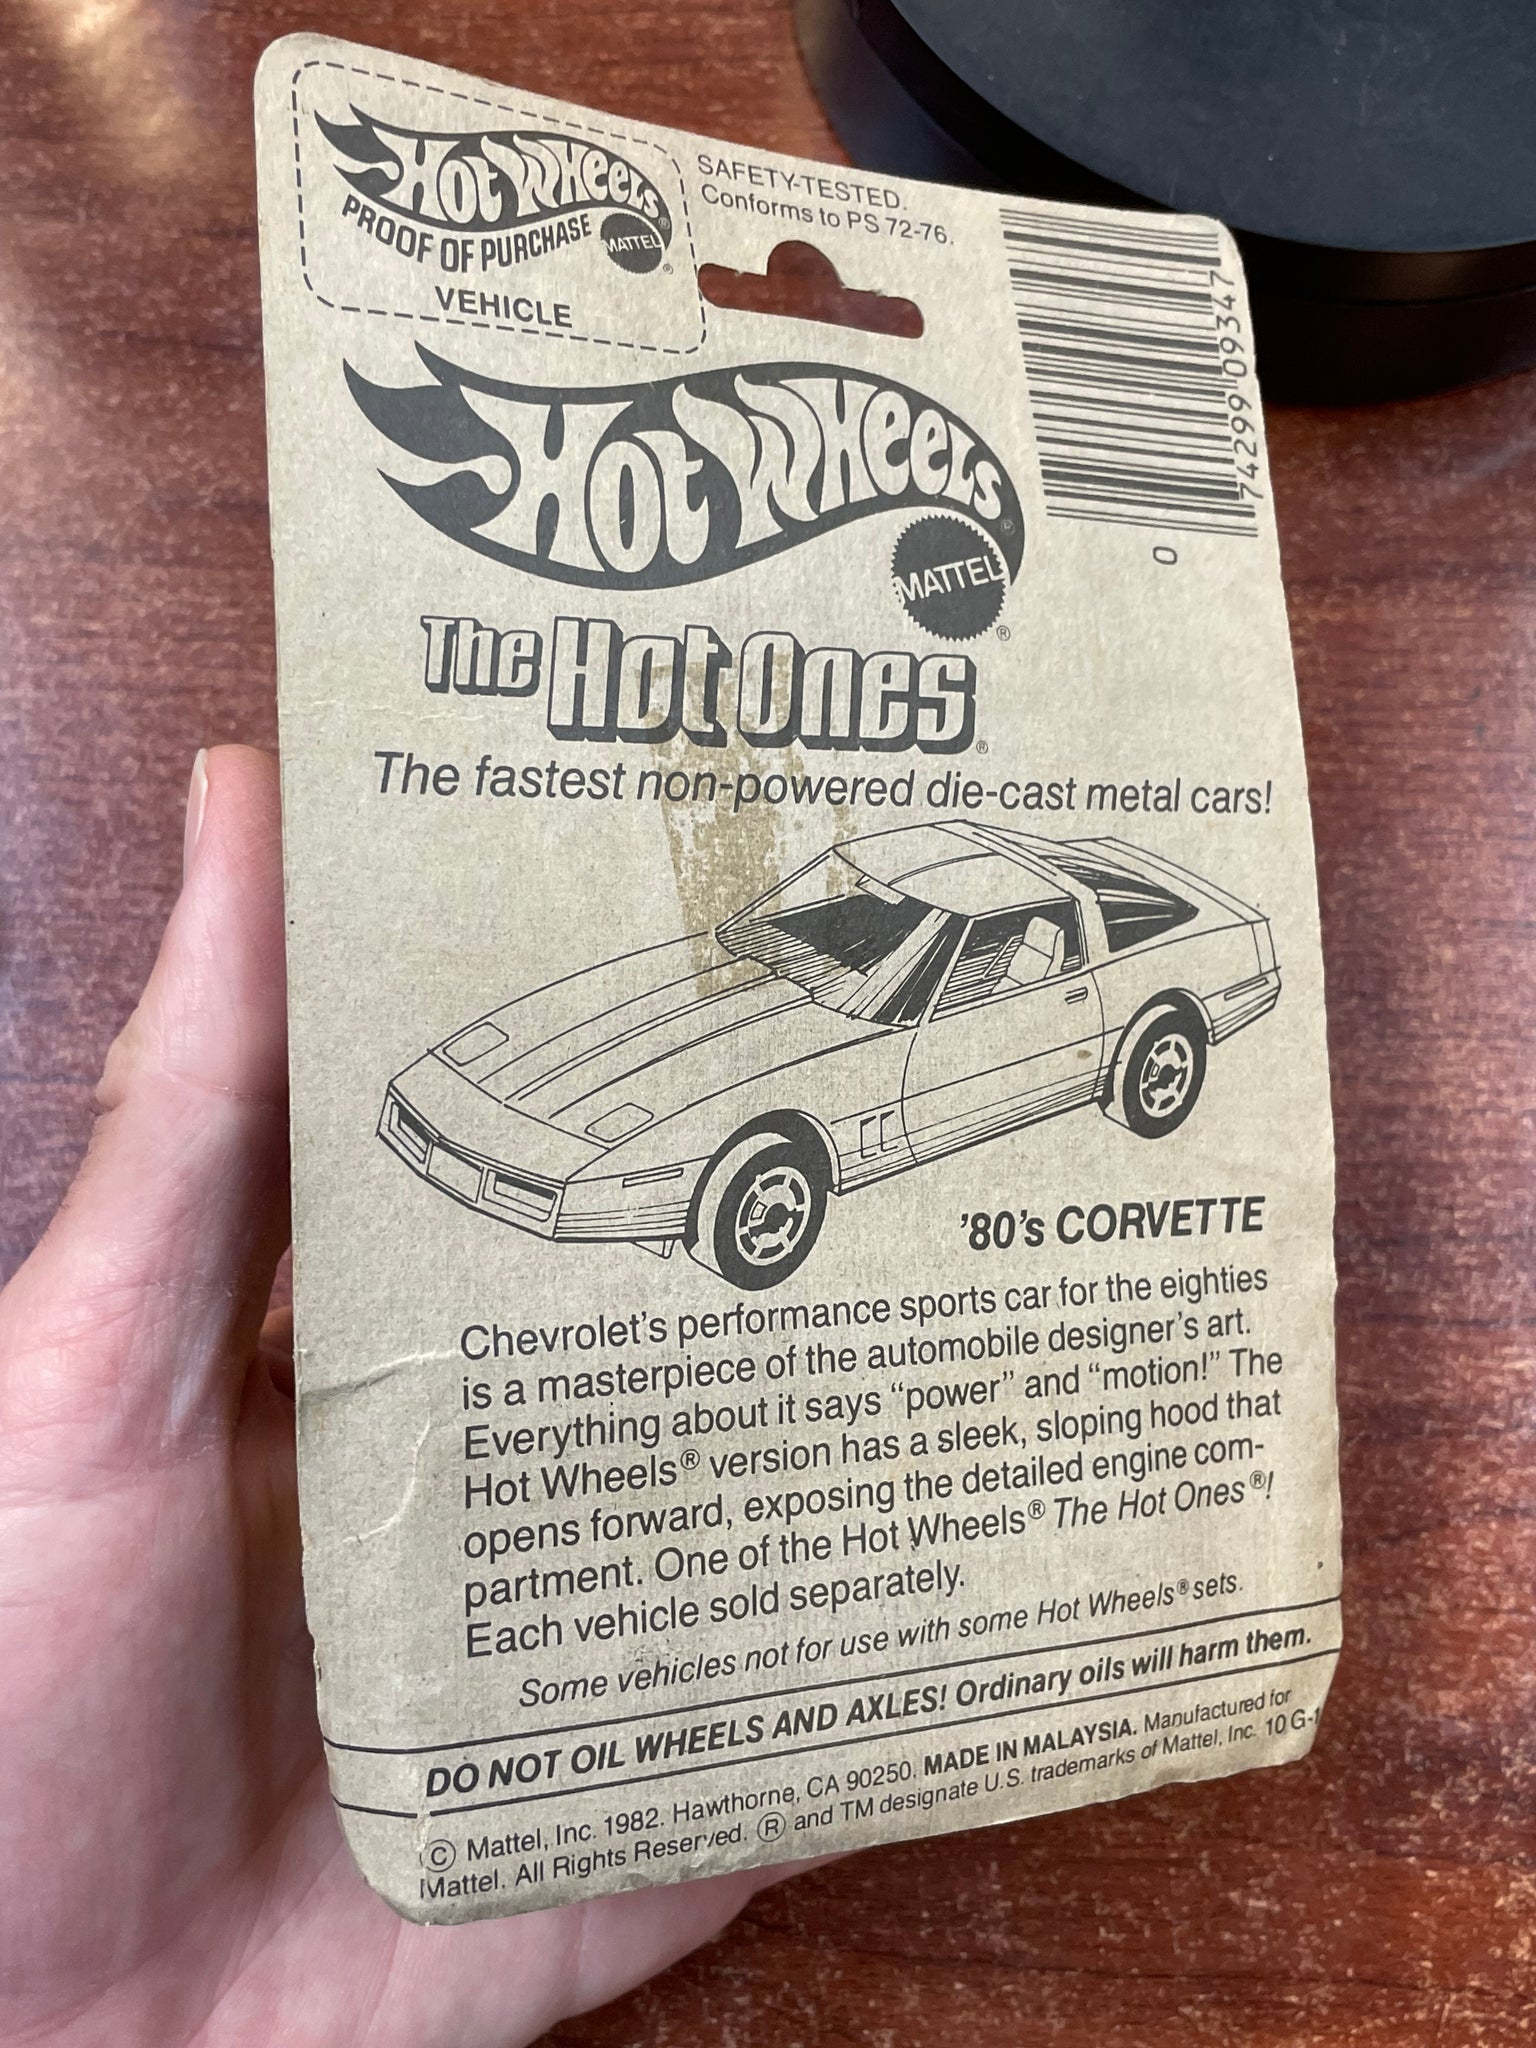 HOT WHEELS®
PROOF OF PURCHASE
MATTEL®
VEHICLE
SAFETY-TESTED.
Conforms to PS 72-76.
74299 09347
0
HOT WHEELS®
MATTEL®
The Hot Ones®
The fastest non-powered die-cast metal cars!
'80's CORVETTE
Chevrolet's performance sports car for the eighties
is a masterpiece of the automobile designer's art.
Everything about it says “power” and “motion!” The
Hot Wheels® version has a sleek, sloping hood that
opens forward, exposing the detailed engine com-
partment. One of the Hot Wheels® The Hot Ones®!
Each vehicle sold separately.
Some vehicles not for use with some Hot Wheels® sets.
DO NOT OIL WHEELS AND AXLES! Ordinary oils will harm them.
© Mattel, Inc. 1982. Hawthorne, CA 90250. MADE IN MALAYSIA. Manufactured for
Mattel. All Rights Reserved. ® and TM designate U.S. trademarks of Mattel, Inc. 10 G-1